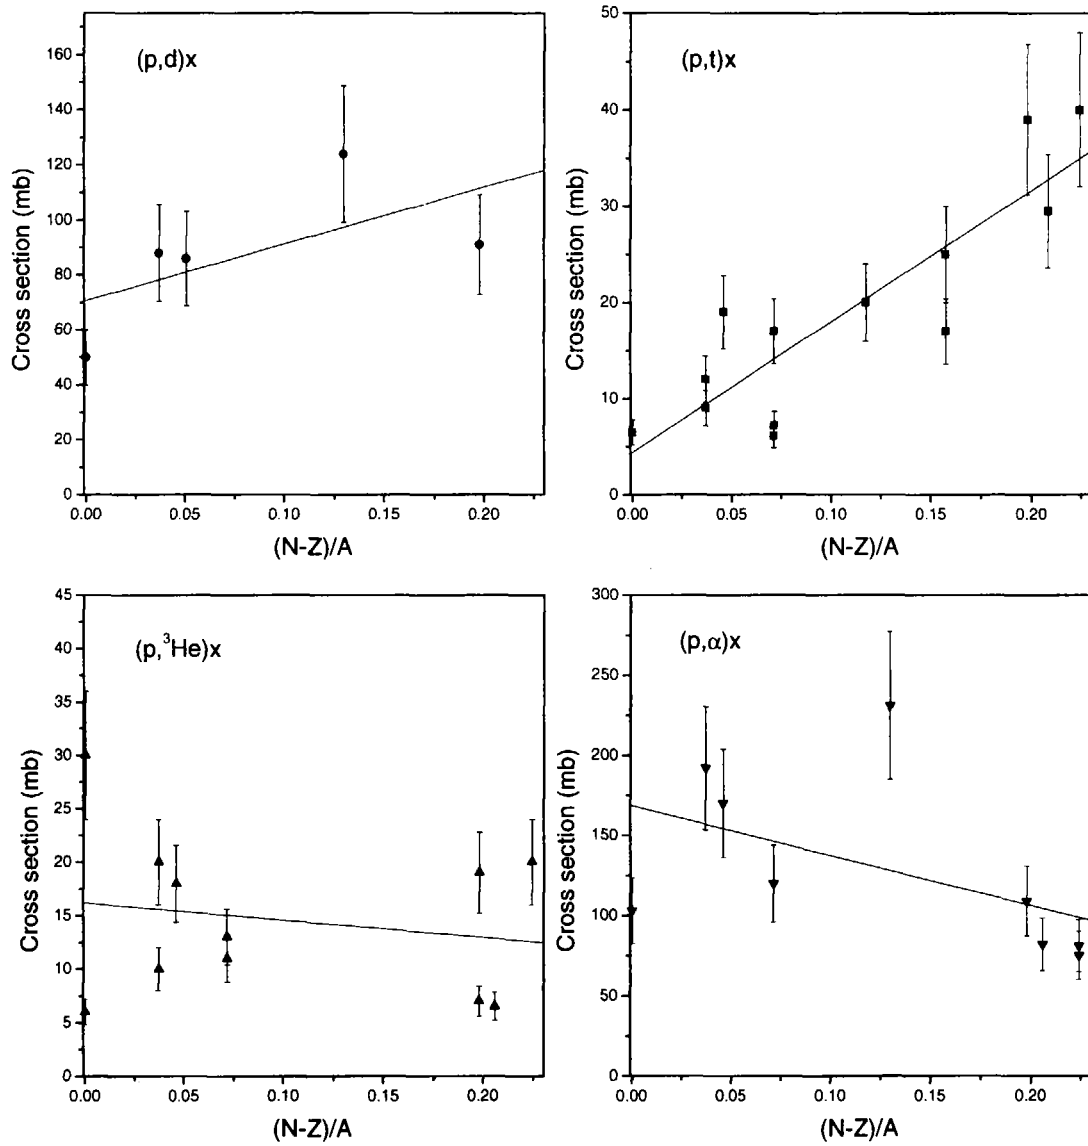 (p,d)x
Cross section (mb)
160
140
120
100
80
60
40
20
0
0.00 0.05 0.10 0.15 0.20
(N-Z)/A
(p,t)x
Cross section (mb)
50
40
30
20
10
0
0.00 0.05 0.10 0.15 0.20
(N-Z)/A
(p,³He)x
Cross section (mb)
45
40
35
30
25
20
15
10
5
0
0.00 0.05 0.10 0.15 0.20
(N-Z)/A
(p,α)x
Cross section (mb)
300
250
200
150
100
50
0
0.00 0.05 0.10 0.15 0.20
(N-Z)/A